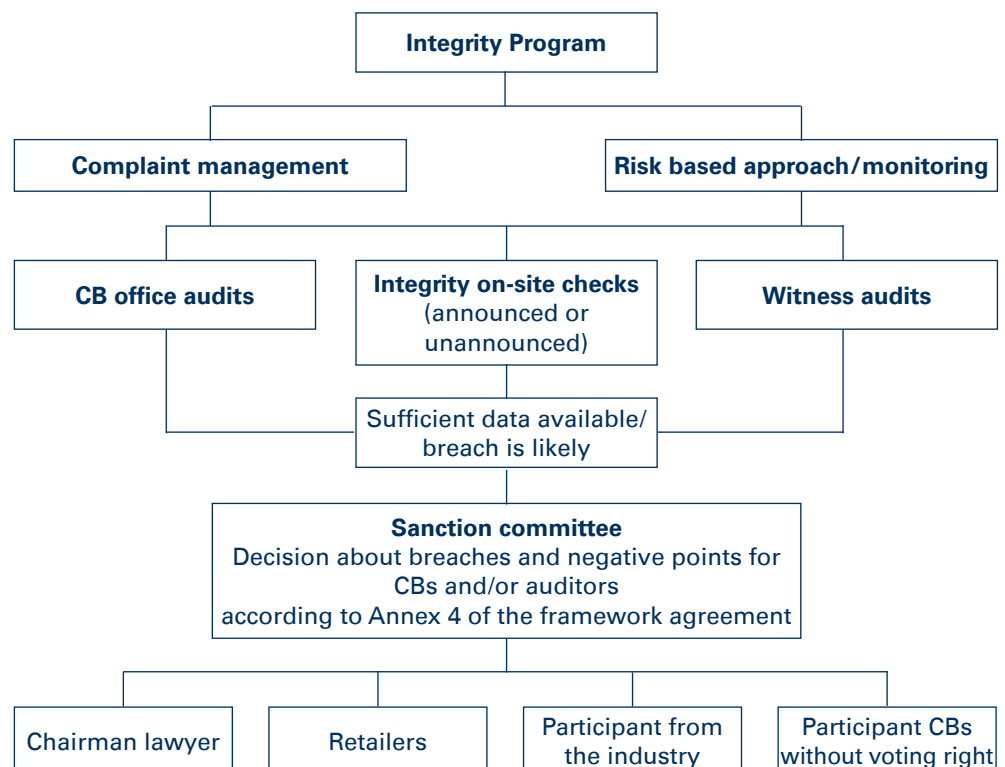 Integrity Program
Complaint management
Risk based approach/monitoring
CB office audits
Integrity on-site checks
(announced or
unannounced)
Witness audits
Sufficient data available/
breach is likely
Sanction committee
Decision about breaches and negative points for
CBs and/or auditors
according to Annex 4 of the framework agreement
Chairman lawyer
Retailers
Participant from
the industry
Participant CBs
without voting right